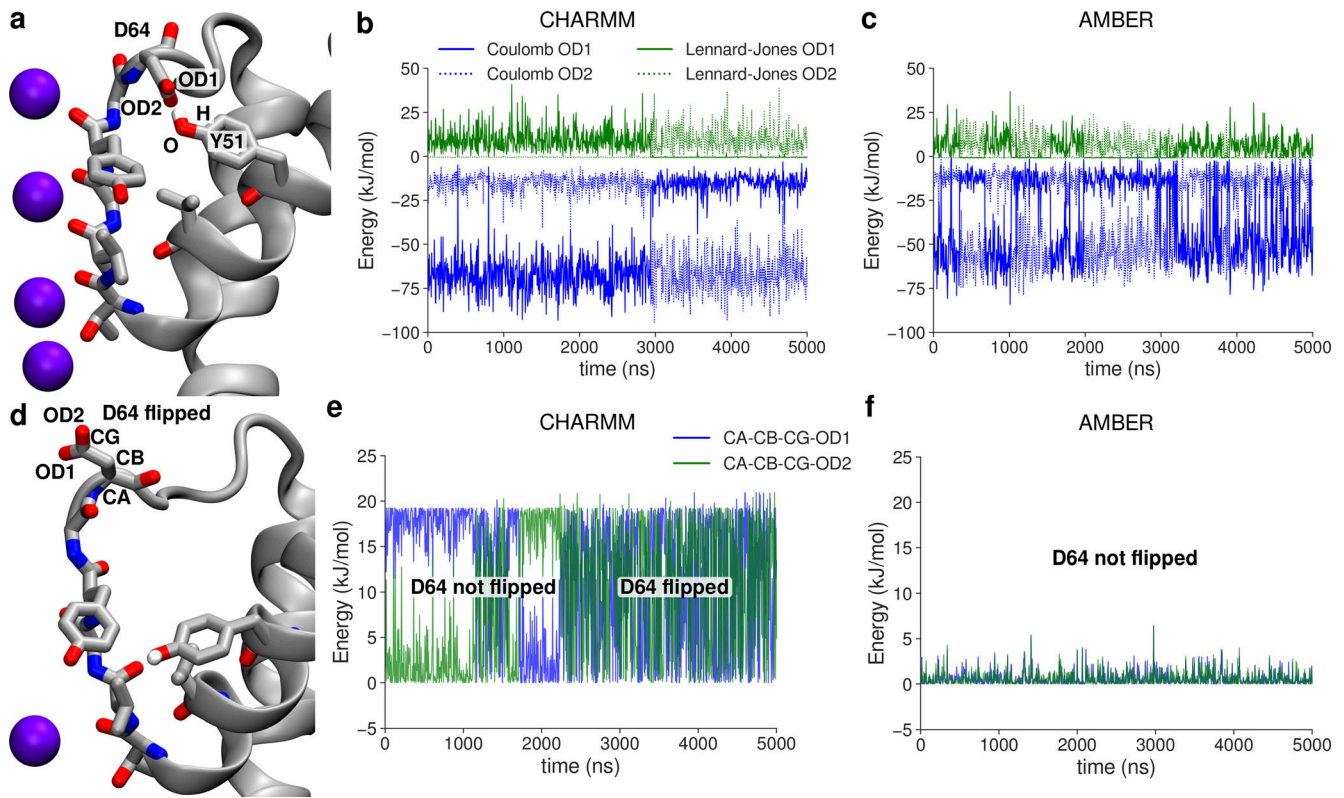 a
D64
OD1
OD2
H
O
Y51
b
CHARMM
Coulomb OD1
Lennard-Jones OD1
Coulomb OD2
Lennard-Jones OD2
Energy (kJ/mol)
50
25
0
−25
−50
−75
−100
0
1000
2000
3000
4000
5000
time (ns)
c
AMBER
Energy (kJ/mol)
50
25
0
−25
−50
−75
−100
0
1000
2000
3000
4000
5000
time (ns)
d
OD2
D64 flipped
CG
OD1
CB
CA
e
CHARMM
CA-CB-CG-OD1
CA-CB-CG-OD2
Energy (kJ/mol)
25
20
15
10
5
0
−5
D64 not flipped
D64 flipped
0
1000
2000
3000
4000
5000
time (ns)
f
AMBER
Energy (kJ/mol)
25
20
15
10
5
0
−5
D64 not flipped
0
1000
2000
3000
4000
5000
time (ns)